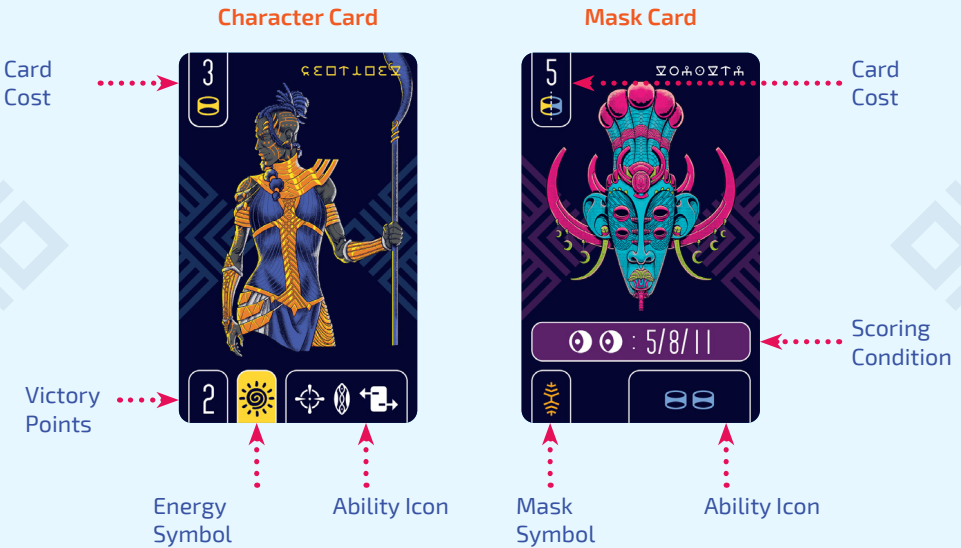 Character Card
Mask Card
Card
Cost
3
5
Card
Cost
5/8/11
Scoring
Condition
Victory
Points
2
Energy
Symbol
Ability Icon
Mask
Symbol
Ability Icon